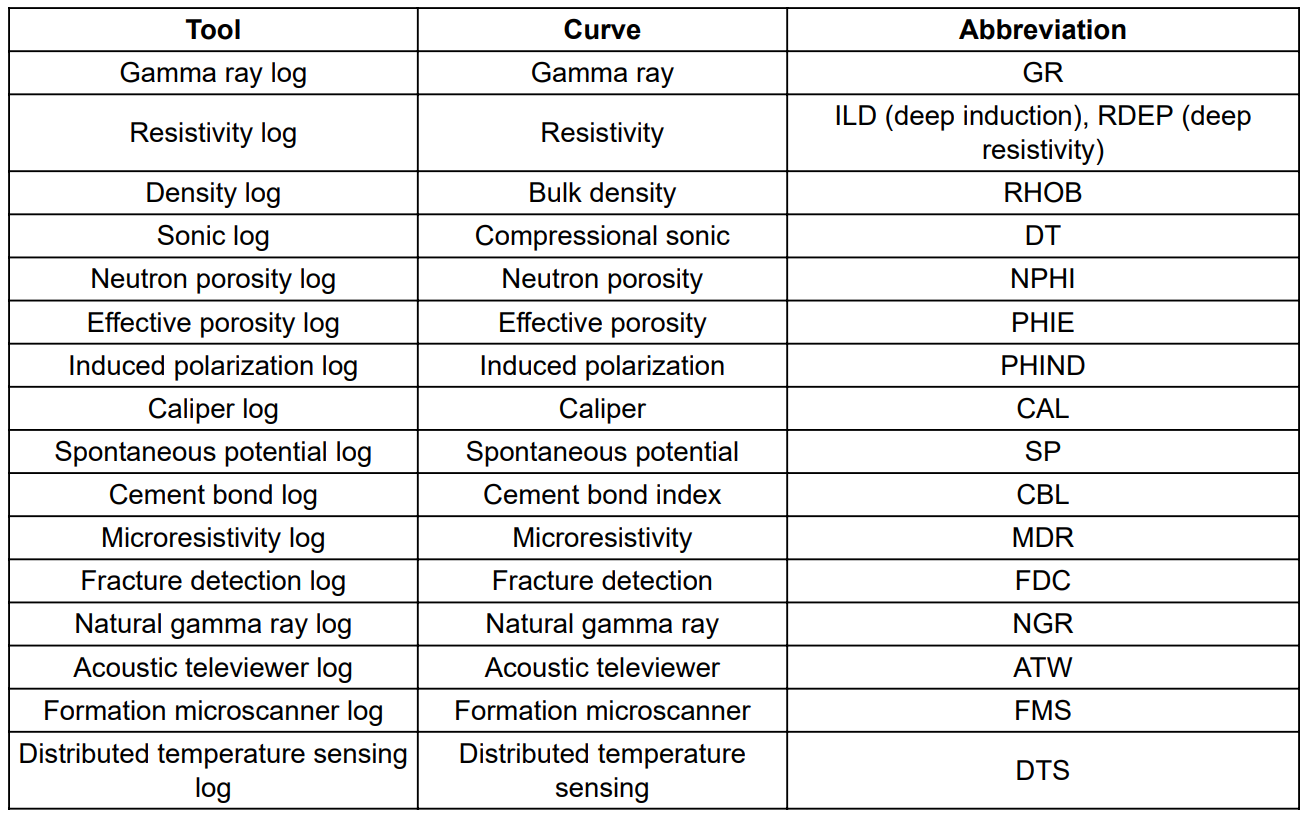 Tool Curve Abbreviation
Gamma ray log Gamma ray GR
Resistivity log Resistivity ILD (deep induction), RDEP (deep
resistivity)
Density log Bulk density RHOB
Sonic log Compressional sonic DT
Neutron porosity log Neutron porosity NPHI
Effective porosity log Effective porosity PHIE
Induced polarization log Induced polarization PHIND
Caliper log Caliper CAL
Spontaneous potential log Spontaneous potential SP
Cement bond log Cement bond index CBL
Microresistivity log Microresistivity MDR
Fracture detection log Fracture detection FDC
Natural gamma ray log Natural gamma ray NGR
Acoustic televiewer log Acoustic televiewer ATW
Formation microscanner log Formation microscanner FMS
Distributed temperature sensing
log
Distributed temperature
sensing
DTS